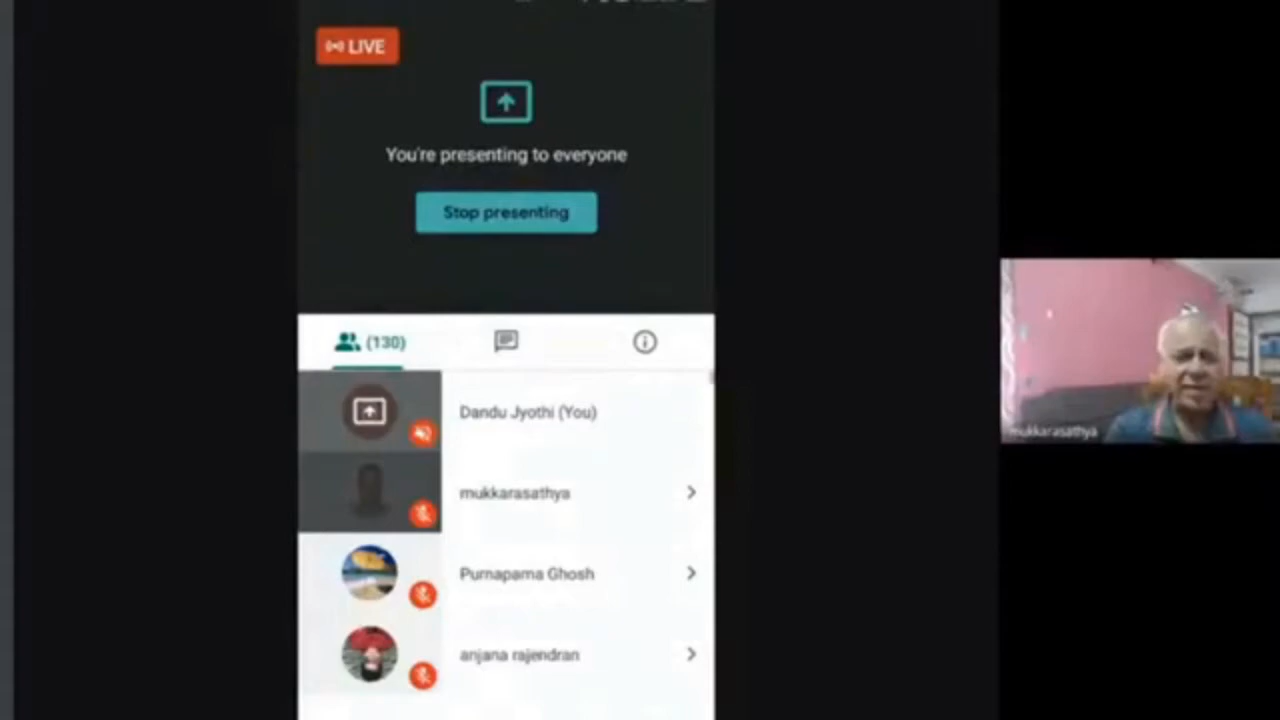 LIVE
You're presenting to everyone
Stop presenting
(130)
Dandu Jyothi (You)
mukkarasathya
Purnapama Ghosh
anjana rajendran
mukkarasathya